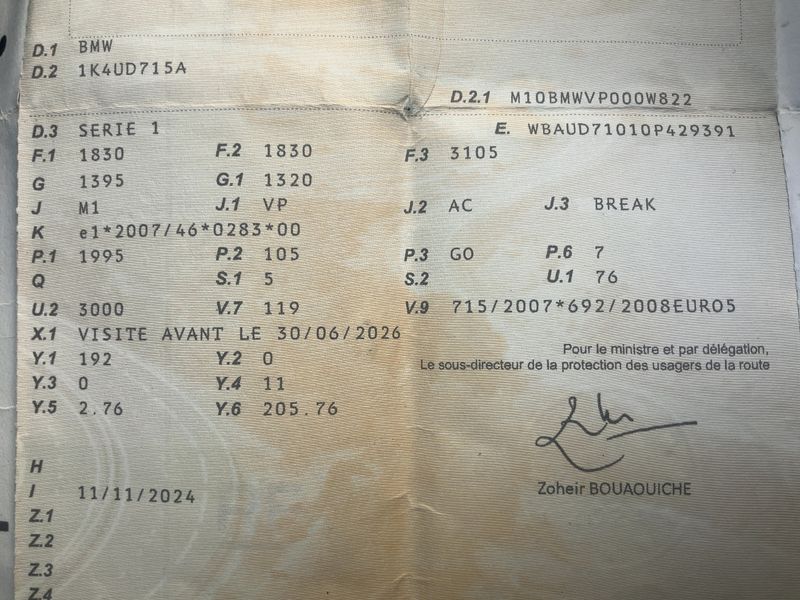 D.1 BMW
D.2 1K4UD715A
D.2.1 M10BMWVP000W822
D.3 SERIE 1 E. WBAUD71010P429391
F.1 1830 F.2 1830 F.3 3105
G 1395 G.1 1320
J M1 J.1 VP J.2 AC J.3 BREAK
K e1*2007/46*0283*00
P.1 1995 P.2 105 P.3 GO P.6 7
Q S.1 5 S.2 U.1 76
U.2 3000 V.7 119 V.9 715/2007*692/2008EURO5
X.1 VISITE AVANT LE 30/06/2026
Y.1 192 Y.2 0
Y.3 0 Y.4 11
Y.5 2.76 Y.6 205.76
Pour le ministre et par délégation,
Le sous-directeur de la protection des usagers de la route
Zoheir BOUAOUICHE
H
I 11/11/2024
Z.1
Z.2
Z.3
Z.4